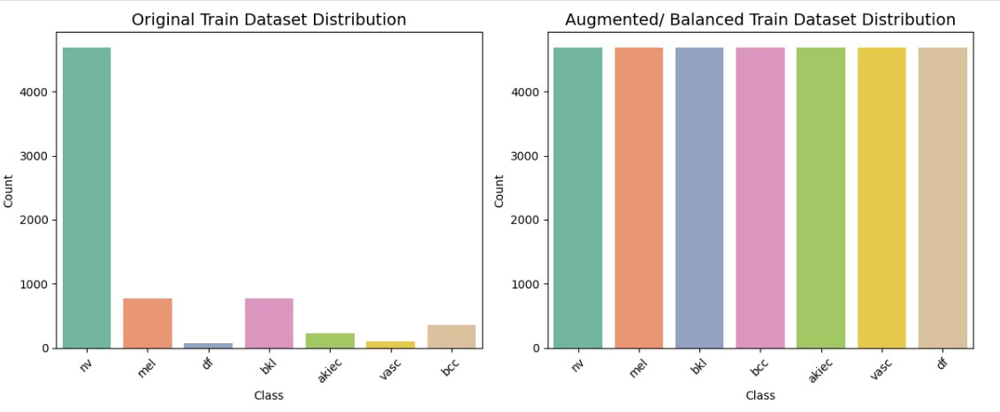 Original Train Dataset Distribution
4000
3000
2000
1000
0
Count
nv
mel
df
bkl
akiec
vasc
bcc
Class
Augmented/ Balanced Train Dataset Distribution
4000
3000
2000
1000
0
Count
nv
mel
bkl
bcc
akiec
vasc
df
Class